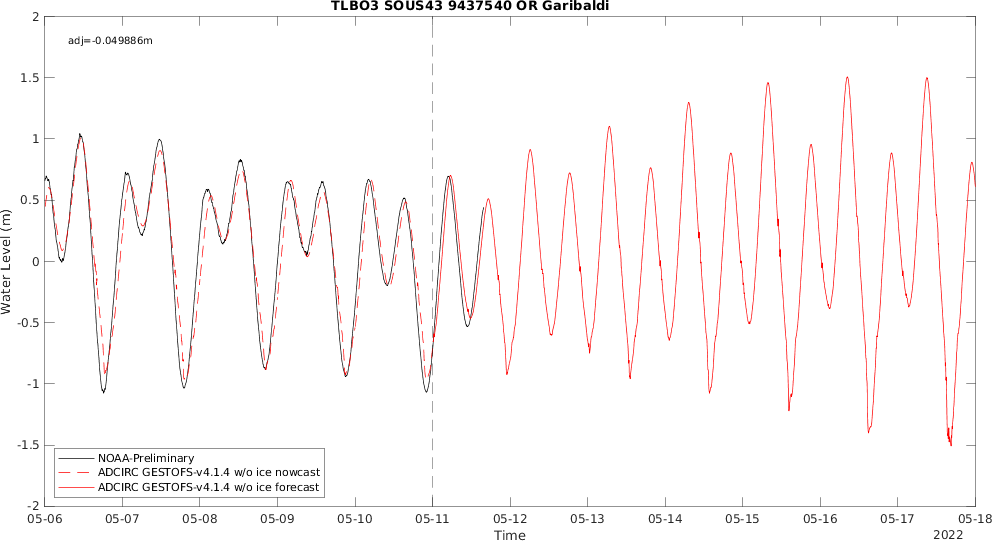 TLBO3 SOUS43 9437540 OR Garibaldi
adj=-0.049886m
2
1.5
1
0.5
0
-0.5
-1
-1.5
-2
Water Level (m)
NOAA-Preliminary
ADCIRC GESTOFS-v4.1.4 w/o ice nowcast
ADCIRC GESTOFS-v4.1.4 w/o ice forecast
05-06 05-07 05-08 05-09 05-10 05-11 05-12 05-13 05-14 05-15 05-16 05-17 05-18
Time
2022